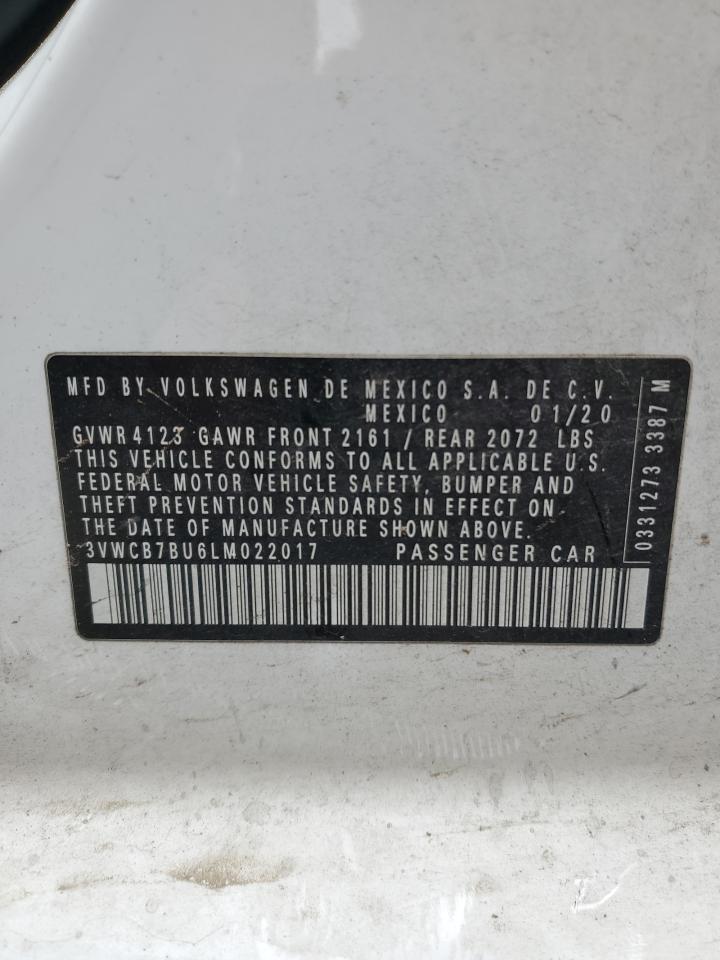 MFD BY VOLKSWAGEN DE MEXICO S.A. DE C.V.
MEXICO 01/20
GVWR 4123 GAWR FRONT 2161 / REAR 2072 LBS
THIS VEHICLE CONFORMS TO ALL APPLICABLE U.S.
FEDERAL MOTOR VEHICLE SAFETY, BUMPER AND
THEFT PREVENTION STANDARDS IN EFFECT ON
THE DATE OF MANUFACTURE SHOWN ABOVE.
3VWCB7BU6LM022017 PASSENGER CAR
0331273 3387 M